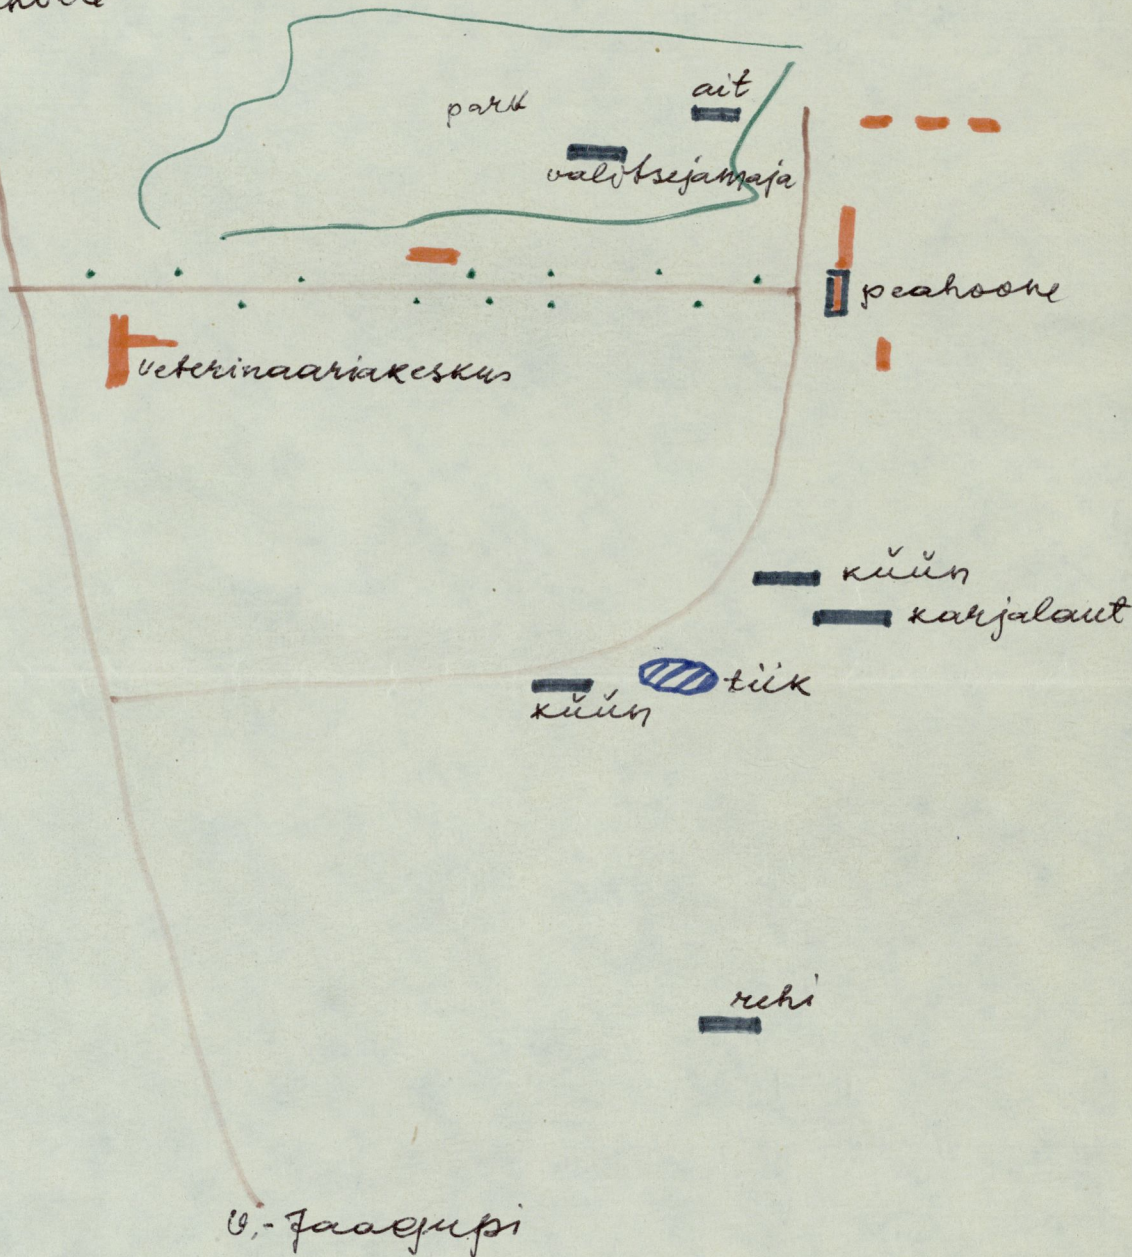 ait
park
valitsejamaja
peahoone
veterinaariakeskus
küün
karjalaut
tiik
küün
rehi
V.-Jaagupi